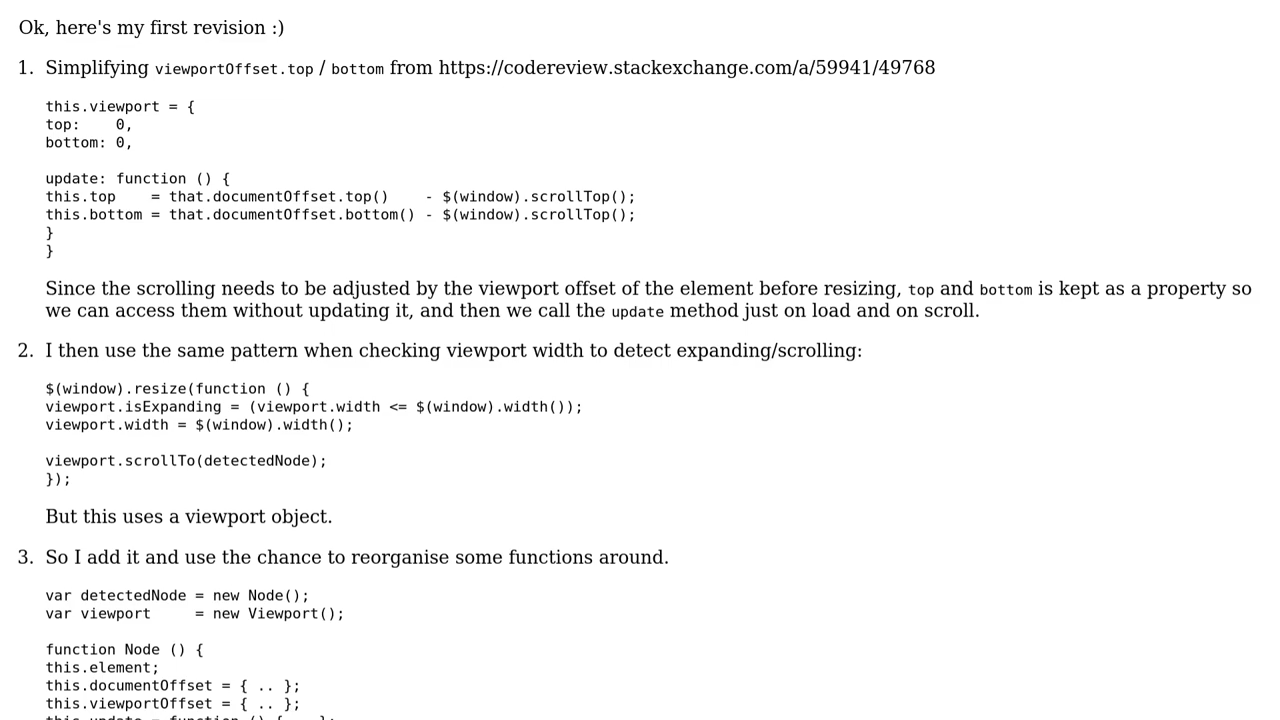 Ok, here's my first revision :)
1. Simplifying viewportOffset.top / bottom from https://codereview.stackexchange.com/a/59941/49768
this.viewport = {
top:    0,
bottom: 0,
update: function () {
this.top    = that.documentOffset.top()    - $(window).scrollTop();
this.bottom = that.documentOffset.bottom() - $(window).scrollTop();
}
}
Since the scrolling needs to be adjusted by the viewport offset of the element before resizing, top and bottom is kept as a property so
we can access them without updating it, and then we call the update method just on load and on scroll.
2. I then use the same pattern when checking viewport width to detect expanding/scrolling:
$(window).resize(function () {
viewport.isExpanding = (viewport.width <= $(window).width());
viewport.width = $(window).width();
viewport.scrollTo(detectedNode);
});
But this uses a viewport object.
3. So I add it and use the chance to reorganise some functions around.
var detectedNode = new Node();
var viewport     = new Viewport();
function Node () {
this.element;
this.documentOffset = { .. };
this.viewportOffset = { .. };